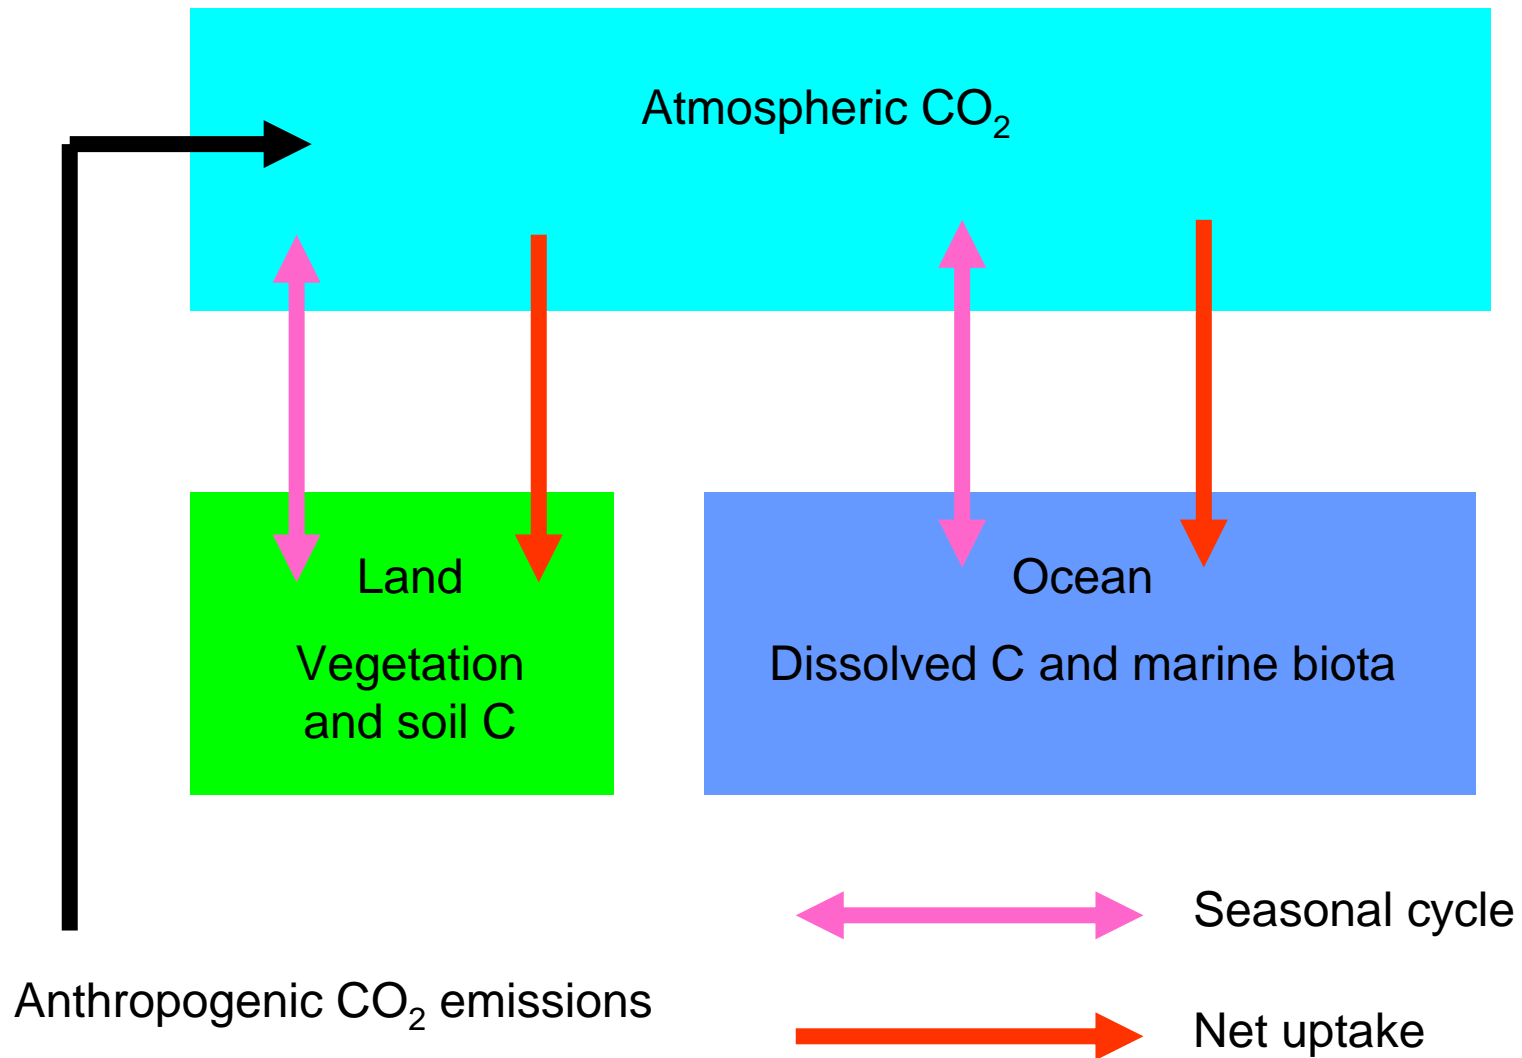 Atmospheric CO₂
Land
Vegetation
and soil C
Ocean
Dissolved C and marine biota
Seasonal cycle
Anthropogenic CO₂ emissions
Net uptake